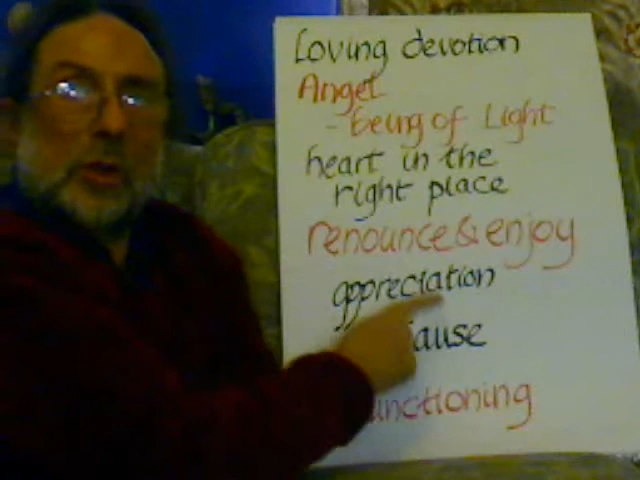 Loving devotion
Angel
- being of Light
heart in the
right place
renounce & enjoy
appreciation